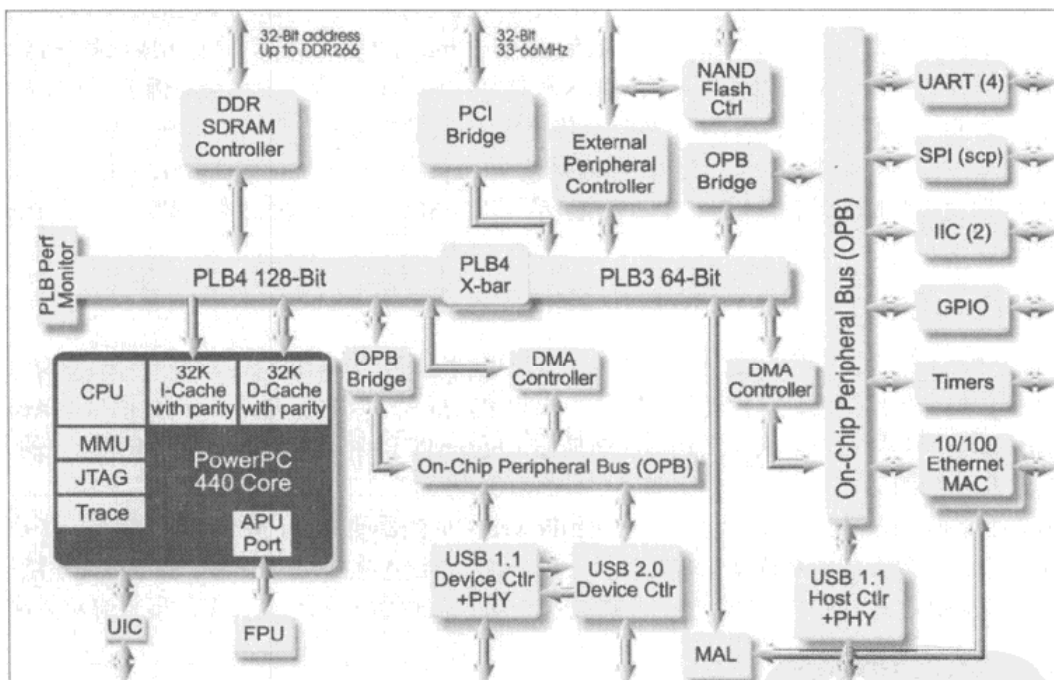 32-Bit address
Up to DDR266
32-Bit
33-66MHz
DDR
SDRAM
Controller
PCI
Bridge
External
Peripheral
Controller
NAND
Flash
Ctrl
OPB
Bridge
On-Chip Peripheral Bus (OPB)
UART (4)
SPI (scp)
IIC (2)
GPIO
Timers
10/100
Ethernet
MAC
PLB Perf
Monitor
PLB4 128-Bit
PLB4
X-bar
PLB3 64-Bit
CPU
32K
I-Cache
with parity
32K
D-Cache
with parity
MMU
JTAG
Trace
PowerPC
440 Core
APU
Port
OPB
Bridge
DMA
Controller
DMA
Controller
On-Chip Peripheral Bus (OPB)
USB 1.1
Device Ctlr
+PHY
USB 2.0
Device Ctlr
USB 1.1
Host Ctlr
+PHY
UIC
FPU
MAL